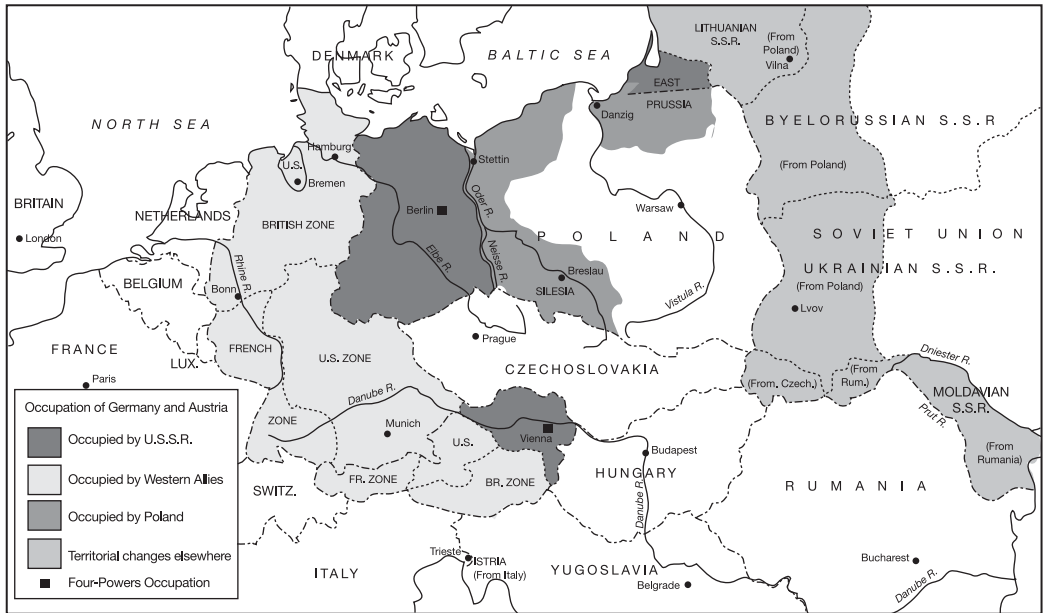 LITHUANIAN
S.S.R.
(From
Poland)
Vilna
DENMARK
BALTIC SEA
EAST
PRUSSIA
Danzig
NORTH SEA
BYELORUSSIAN S.S.R
(From Poland)
Hamburg
U.S.
Bremen
Stettin
BRITAIN
London
NETHERLANDS
BRITISH ZONE
Berlin
Oder R.
Warsaw
POLAND
SOVIET UNION
Elbe R.
Neisse R.
Rhine R.
BELGIUM
Bonn
Breslau
SILESIA
Vistula R.
UKRAINIAN S.S.R.
(From Poland)
Lvov
FRANCE
LUX.
Paris
FRENCH
U.S. ZONE
Prague
CZECHOSLOVAKIA
Dniester R.
(From. Czech.)
(From
Rum.)
MOLDAVIAN
S.S.R.
Prut R.
(From
Rumania)
Danube R.
ZONE
Munich
U.S.
Vienna
Budapest
HUNGARY
Danube R.
SWITZ.
FR. ZONE
BR. ZONE
RUMANIA
Trieste
ISTRIA
(From Italy)
ITALY
YUGOSLAVIA
Belgrade
Bucharest
Danube R.
Occupation of Germany and Austria
Occupied by U.S.S.R.
Occupied by Western Allies
Occupied by Poland
Territorial changes elsewhere
Four-Powers Occupation